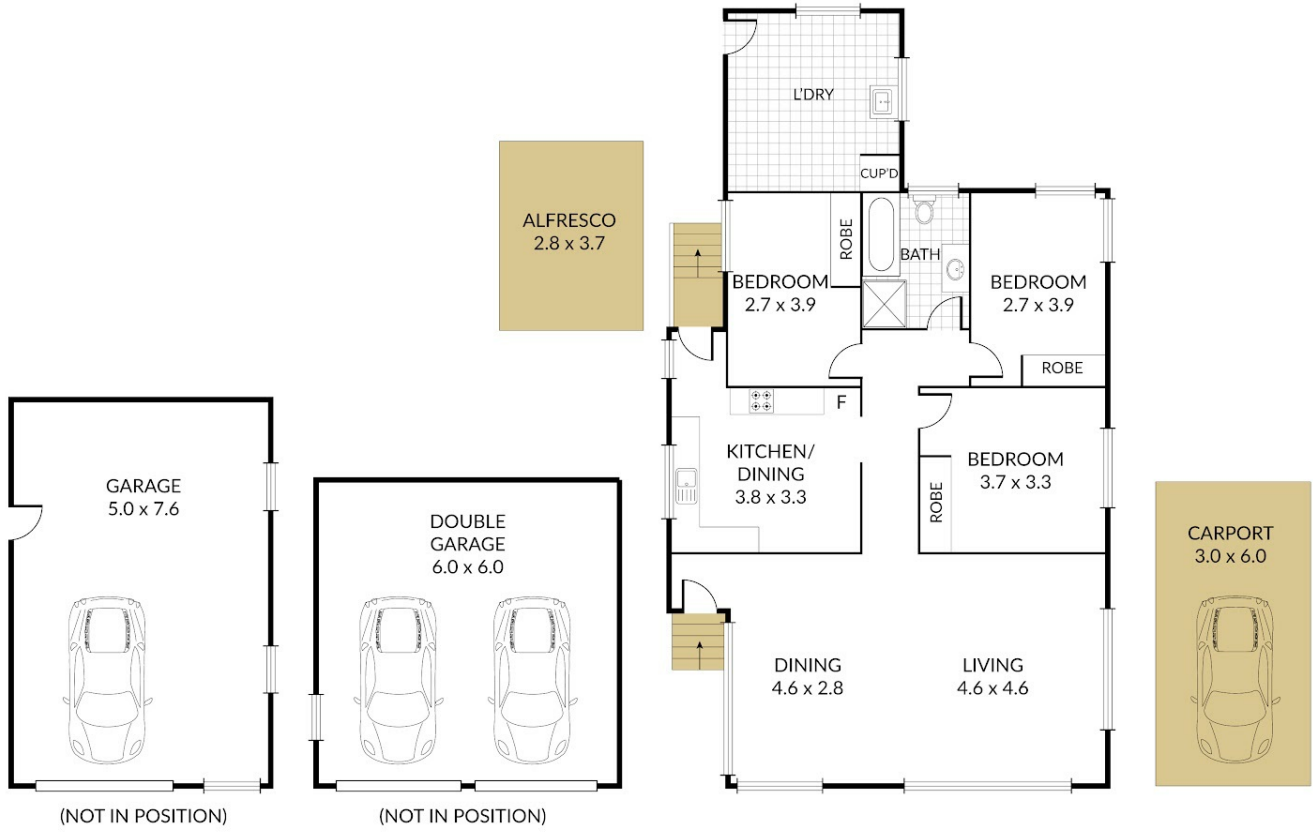 L'DRY
CUP'D
ALFRESCO
2.8 x 3.7
ROBE
BATH
BEDROOM
2.7 x 3.9
BEDROOM
2.7 x 3.9
ROBE
F
KITCHEN/
DINING
3.8 x 3.3
BEDROOM
3.7 x 3.3
ROBE
GARAGE
5.0 x 7.6
DOUBLE
GARAGE
6.0 x 6.0
CARPORT
3.0 x 6.0
DINING
4.6 x 2.8
LIVING
4.6 x 4.6
(NOT IN POSITION)
(NOT IN POSITION)